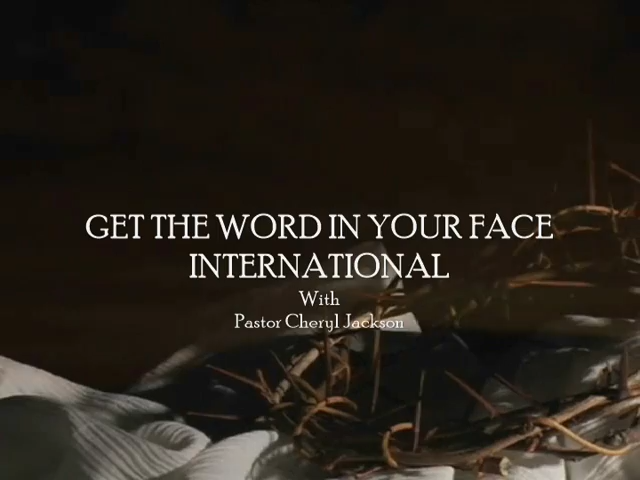 GET THE WORD IN YOUR FACE
INTERNATIONAL
With
Pastor Cheryl Jackson